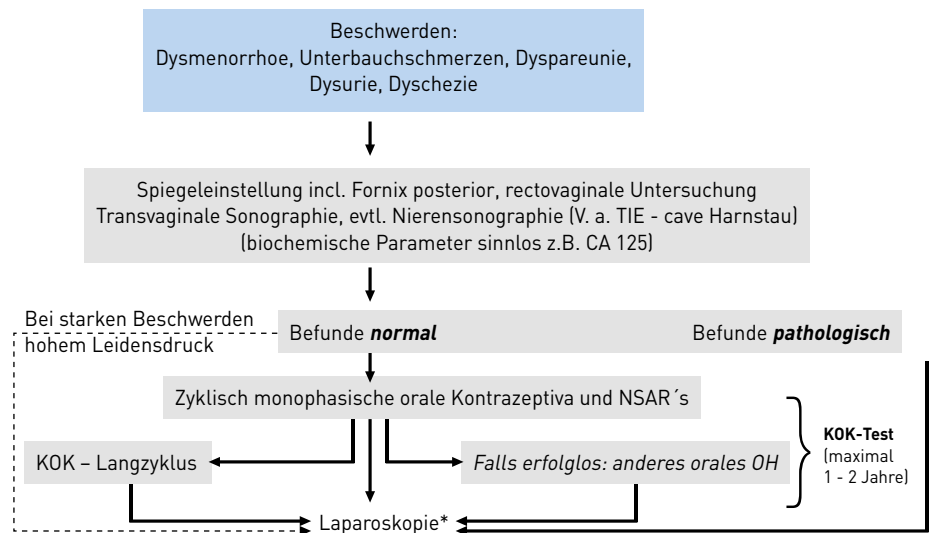 Beschwerden:
Dysmenorrhoe, Unterbauchschmerzen, Dyspareunie,
Dysurie, Dyschezie
Spiegeleinstellung incl. Fornix posterior, rectovaginale Untersuchung
Transvaginale Sonographie, evtl. Nierensonographie (V. a. TIE - cave Harnstau)
(biochemische Parameter sinnlos z.B. CA 125)
Bei starken Beschwerden
hohem Leidensdruck
Befunde normal
Befunde pathologisch
Zyklisch monophasische orale Kontrazeptiva und NSAR´s
KOK – Langzyklus
Falls erfolglos: anderes orales OH
KOK-Test
(maximal
1 - 2 Jahre)
Laparoskopie*